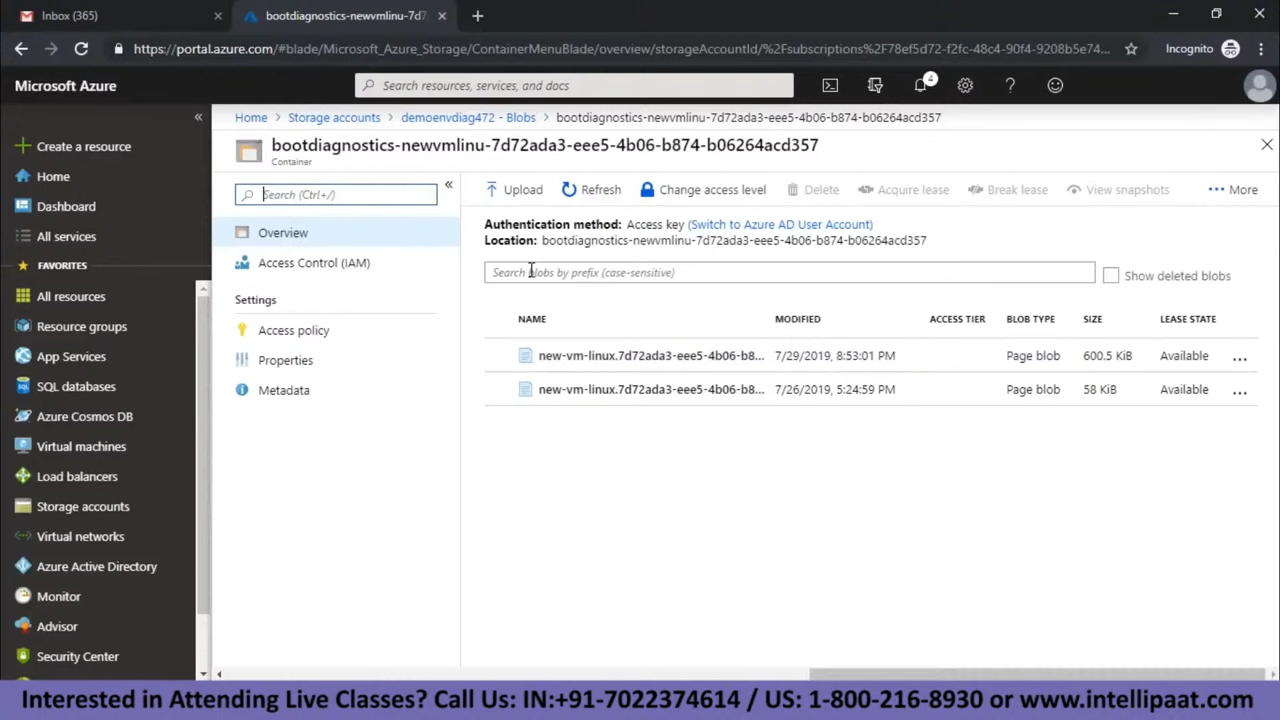 Inbox (365)
bootdiagnostics-newvmlinu-7d7
https://portal.azure.com/#blade/Microsoft_Azure_Storage/ContainerMenuBlade/overview/storageAccountId/%2Fsubscriptions%2F78ef5d72-f2fc-48c4-90f4-9208b5e74...
Incognito
Microsoft Azure
Search resources, services, and docs
4
Home > Storage accounts > demoenvdiag472 - Blobs > bootdiagnostics-newvmlinu-7d72ada3-eee5-4b06-b874-b06264acd357
bootdiagnostics-newvmlinu-7d72ada3-eee5-4b06-b874-b06264acd357
Container
Create a resource
Home
Dashboard
All services
FAVORITES
All resources
Resource groups
App Services
SQL databases
Azure Cosmos DB
Virtual machines
Load balancers
Storage accounts
Virtual networks
Azure Active Directory
Monitor
Advisor
Security Center
Search (Ctrl+/)
Overview
Access Control (IAM)
Settings
Access policy
Properties
Metadata
Upload Refresh Change access level Delete Acquire lease Break lease View snapshots More
Authentication method: Access key (Switch to Azure AD User Account)
Location: bootdiagnostics-newvmlinu-7d72ada3-eee5-4b06-b874-b06264acd357
Search blobs by prefix (case-sensitive)
Show deleted blobs
NAME MODIFIED ACCESS TIER BLOB TYPE SIZE LEASE STATE
new-vm-linux.7d72ada3-eee5-4b06-b8... 7/29/2019, 8:53:01 PM Page blob 600.5 KiB Available ...
new-vm-linux.7d72ada3-eee5-4b06-b8... 7/26/2019, 5:24:59 PM Page blob 58 KiB Available ...
Interested in Attending Live Classes? Call Us: IN:+91-7022374614 / US: 1-800-216-8930 or www.intellipaat.com